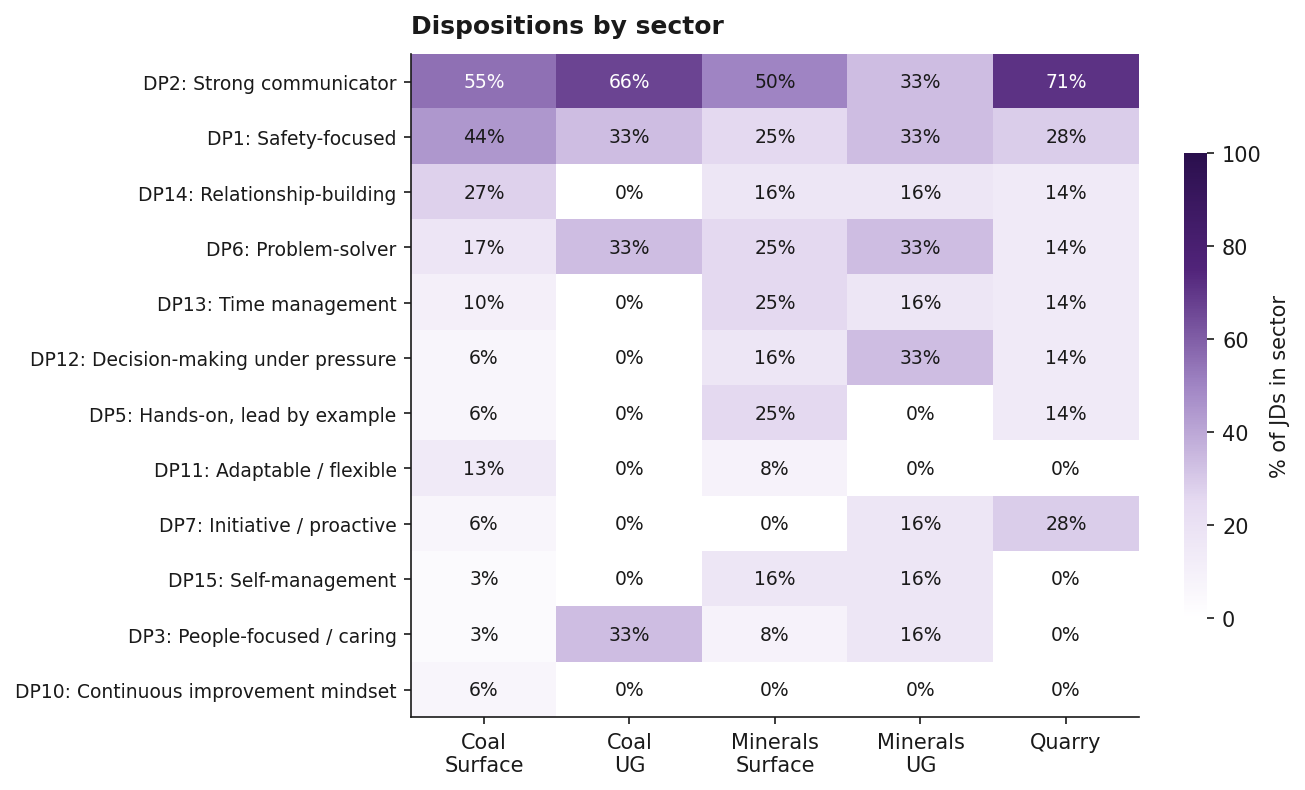 Dispositions by sector
DP2: Strong communicator 55% 66% 50% 33% 71%
DP1: Safety-focused 44% 33% 25% 33% 28%
DP14: Relationship-building 27% 0% 16% 16% 14%
DP6: Problem-solver 17% 33% 25% 33% 14%
DP13: Time management 10% 0% 25% 16% 14%
DP12: Decision-making under pressure 6% 0% 16% 33% 14%
DP5: Hands-on, lead by example 6% 0% 25% 0% 14%
DP11: Adaptable / flexible 13% 0% 8% 0% 0%
DP7: Initiative / proactive 6% 0% 0% 16% 28%
DP15: Self-management 3% 0% 16% 16% 0%
DP3: People-focused / caring 3% 33% 8% 16% 0%
DP10: Continuous improvement mindset 6% 0% 0% 0% 0%
Coal Coal Minerals Minerals Quarry
Surface UG Surface UG
100
80
60
40
20
0
% of JDs in sector